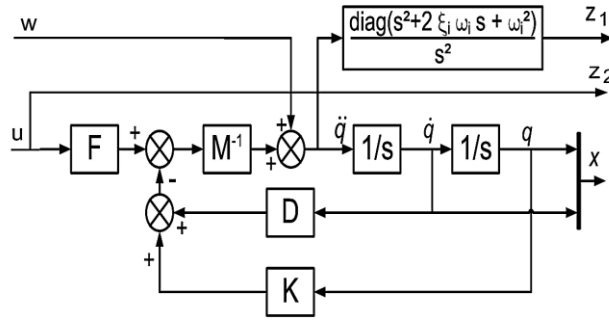 w
diag(s²+2 ξᵢ ωᵢ s + ωᵢ²)
s²
z₁
z₂
u
F
+
-
M⁻¹
+
+
q̈
1/s
q̇
1/s
q
x
D
+
+
K